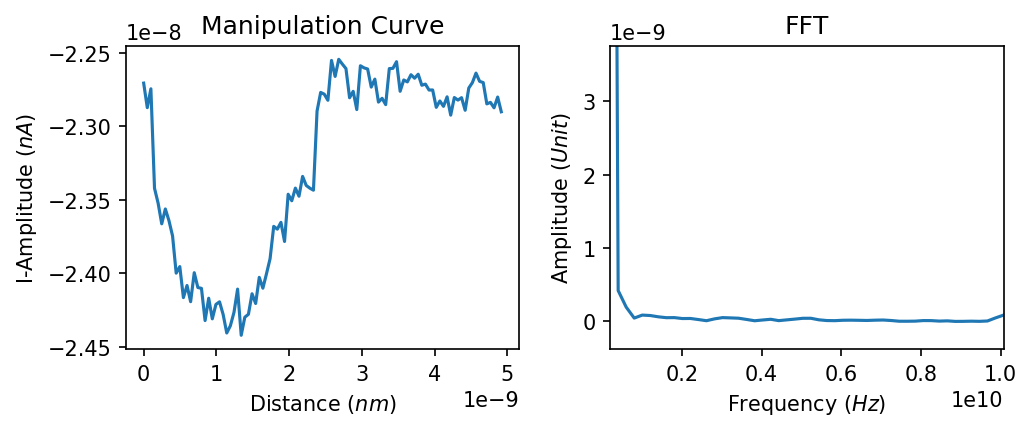 Manipulation Curve
1e−8
−2.25
−2.30
−2.35
−2.40
−2.45
I-Amplitude (nA)
0 1 2 3 4 5
1e−9
Distance (nm)
FFT
1e−9
3
2
1
0
Amplitude (Unit)
0.2 0.4 0.6 0.8 1.0
1e10
Frequency (Hz)